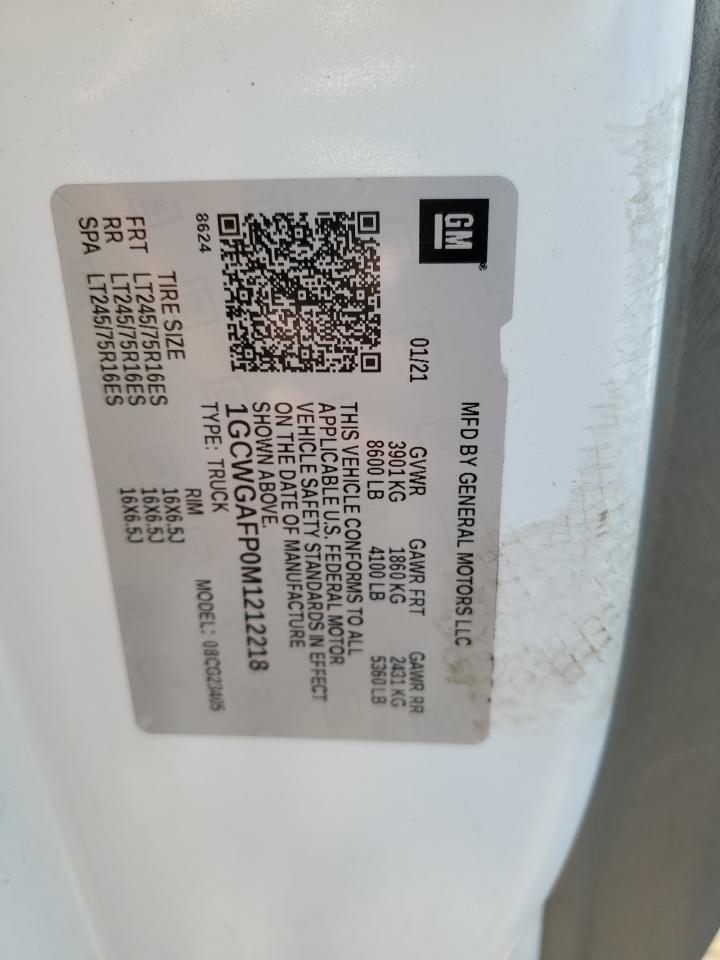 GM
MFD BY GENERAL MOTORS LLC
01/21
GVWR GAWR FRT GAWR RR
3901 KG 1860 KG 2431 KG
8600 LB 4100 LB 5360 LB
THIS VEHICLE CONFORMS TO ALL
APPLICABLE U.S. FEDERAL MOTOR
VEHICLE SAFETY STANDARDS IN EFFECT
ON THE DATE OF MANUFACTURE
SHOWN ABOVE.
1GCWGAFP0M1212218
8624
TYPE: TRUCK MODEL: 08CG23405
TIRE SIZE RIM
FRT LT245/75R16ES 16X6.5J
RR LT245/75R16ES 16X6.5J
SPA LT245/75R16ES 16X6.5J